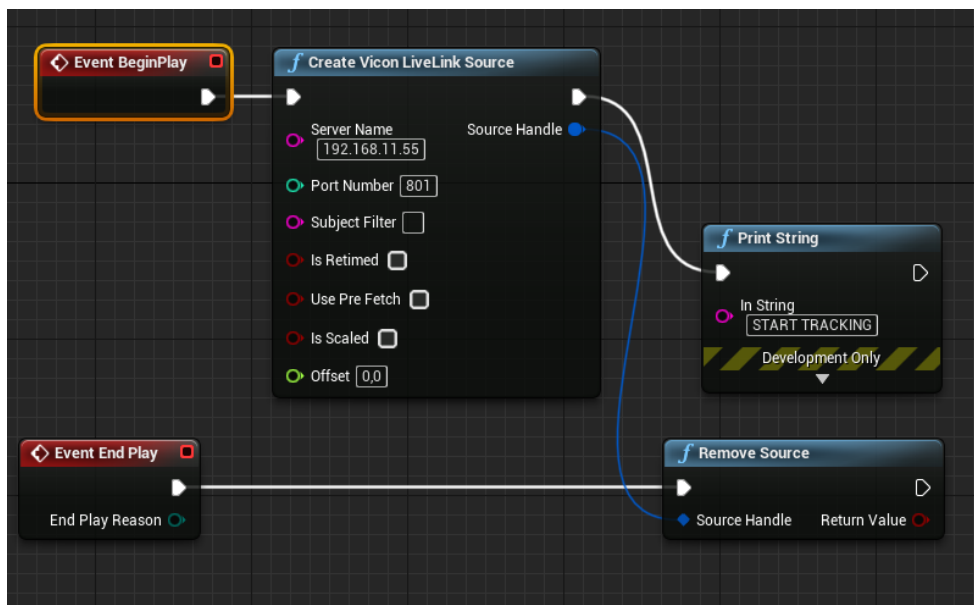 Event BeginPlay
f Create Vicon LiveLink Source
Server Name
192.168.11.55
Source Handle
Port Number 801
Subject Filter
Is Retimed
Use Pre Fetch
Is Scaled
Offset 0,0
f Print String
In String
START TRACKING
Development Only
Event End Play
End Play Reason
f Remove Source
Source Handle Return Value